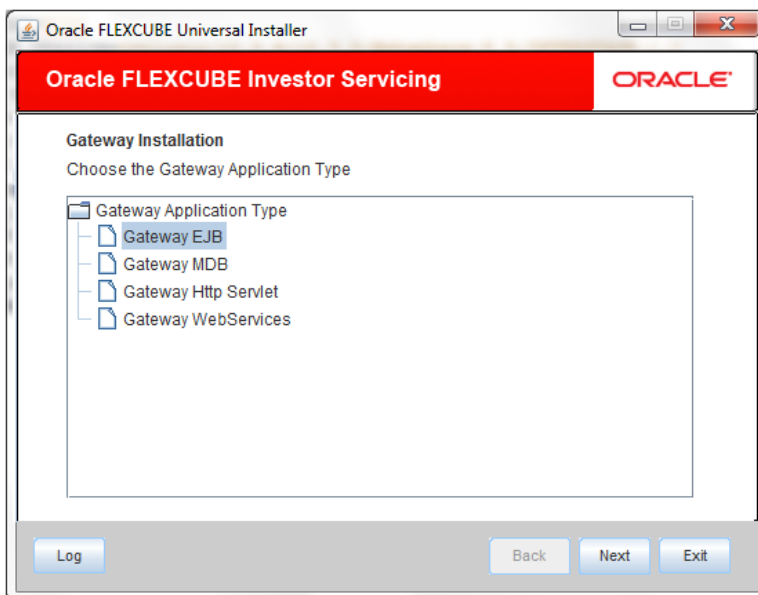 Oracle FLEXCUBE Universal Installer
Oracle FLEXCUBE Investor Servicing
ORACLE
Gateway Installation
Choose the Gateway Application Type
Gateway Application Type
Gateway EJB
Gateway MDB
Gateway Http Servlet
Gateway WebServices
Log Back Next Exit